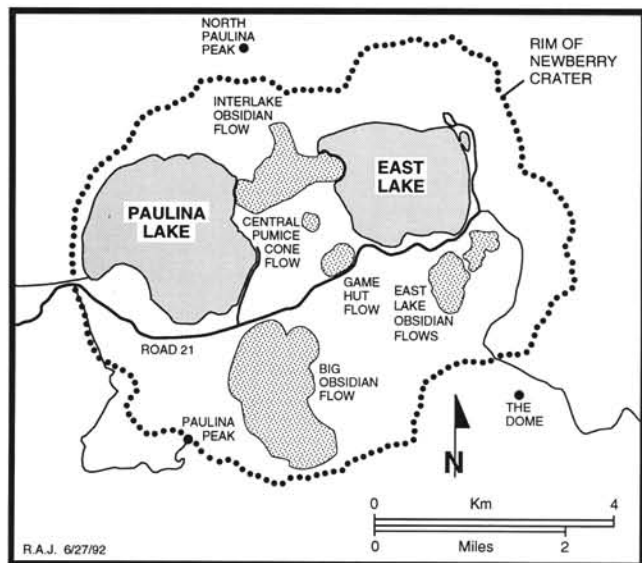 NORTH
PAULINA
PEAK
RIM OF
NEWBERRY
CRATER
INTERLAKE
OBSIDIAN
FLOW
EAST
LAKE
PAULINA
LAKE
CENTRAL
PUMICE
CONE
FLOW
GAME
HUT
FLOW
EAST
LAKE
OBSIDIAN
FLOWS
ROAD 21
BIG
OBSIDIAN
FLOW
PAULINA
PEAK
THE
DOME
N
0 Km 4
0 Miles 2
R.A.J. 6/27/92